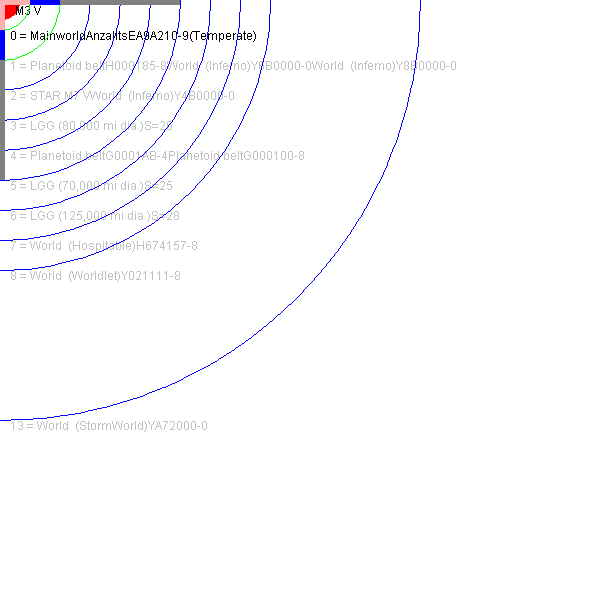 M3 V
0 = MainworldAnzalitsEA9A210-9(Temperate)
1 = Planetoid beltH000185-8World  (Inferno)Y6B0000-0World  (Inferno)Y8B0000-0
2 = STAR M7 VWorld  (Inferno)Y4B0000-0
3 = LGG (80,000 mi dia.)S=26
4 = Planetoid beltG0001AB-4Planetoid beltG000100-8
5 = LGG (70,000 mi dia.)S=25
6 = LGG (125,000 mi dia.)S=28
7 = World  (Hospitable)H674157-8
8 = World  (Worldlet)Y021111-8
13 = World  (StormWorld)YA72000-0